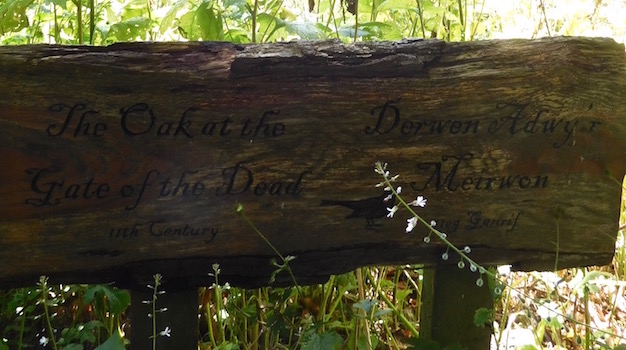 The Oak at the
Gate of the Dead
11th Century
Derwen Adwy'r
Meirwon
Ganrif